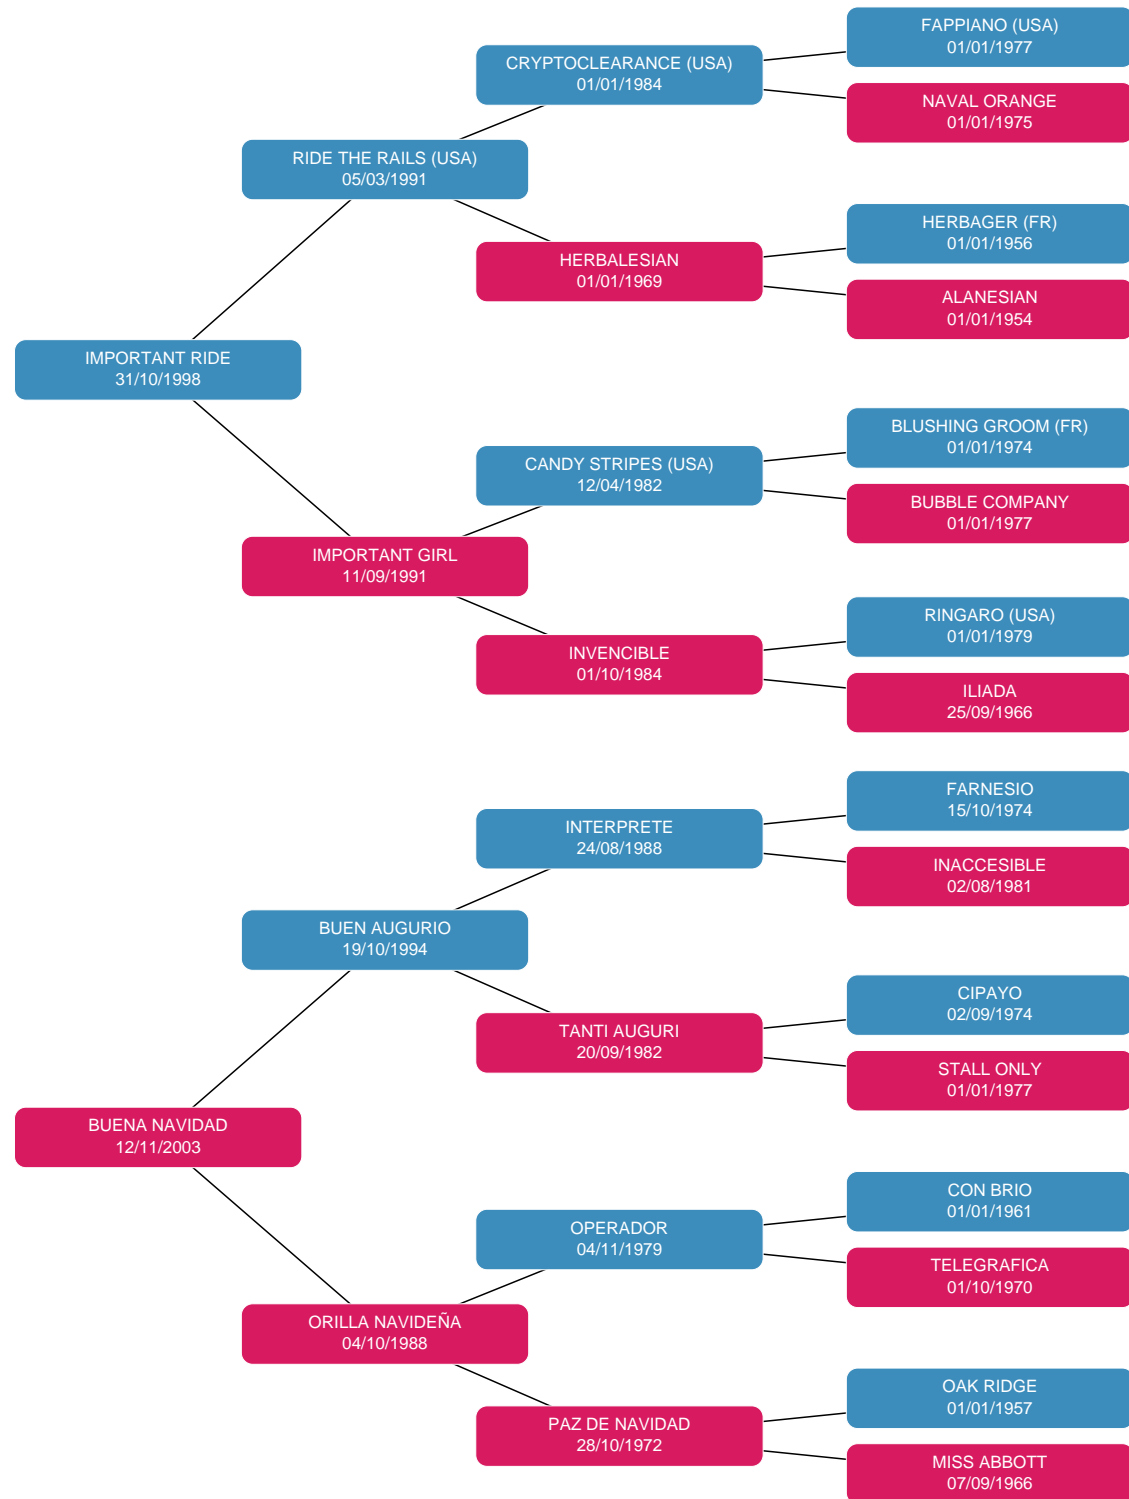 FAPPIANO (USA)
01/01/1977
CRYPTOCLEARANCE (USA)
01/01/1984
NAVAL ORANGE
01/01/1975
RIDE THE RAILS (USA)
05/03/1991
HERBAGER (FR)
01/01/1956
HERBALESIAN
01/01/1969
ALANESIAN
01/01/1954
IMPORTANT RIDE
31/10/1998
BLUSHING GROOM (FR)
01/01/1974
CANDY STRIPES (USA)
12/04/1982
BUBBLE COMPANY
01/01/1977
IMPORTANT GIRL
11/09/1991
RINGARO (USA)
01/01/1979
INVENCIBLE
01/10/1984
ILIADA
25/09/1966
FARNESIO
15/10/1974
INTERPRETE
24/08/1988
INACCESIBLE
02/08/1981
BUEN AUGURIO
19/10/1994
CIPAYO
02/09/1974
TANTI AUGURI
20/09/1982
STALL ONLY
01/01/1977
BUENA NAVIDAD
12/11/2003
CON BRIO
01/01/1961
OPERADOR
04/11/1979
TELEGRAFICA
01/10/1970
ORILLA NAVIDEÑA
04/10/1988
OAK RIDGE
01/01/1957
PAZ DE NAVIDAD
28/10/1972
MISS ABBOTT
07/09/1966